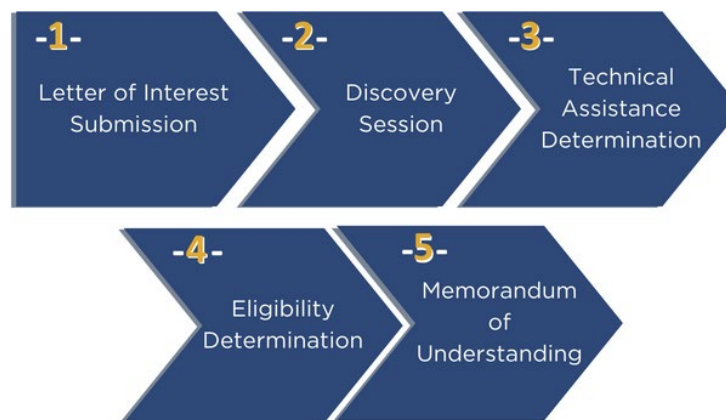 -1-
Letter of Interest
Submission
-2-
Discovery
Session
-3-
Technical
Assistance
Determination
-4-
Eligibility
Determination
-5-
Memorandum
of
Understanding